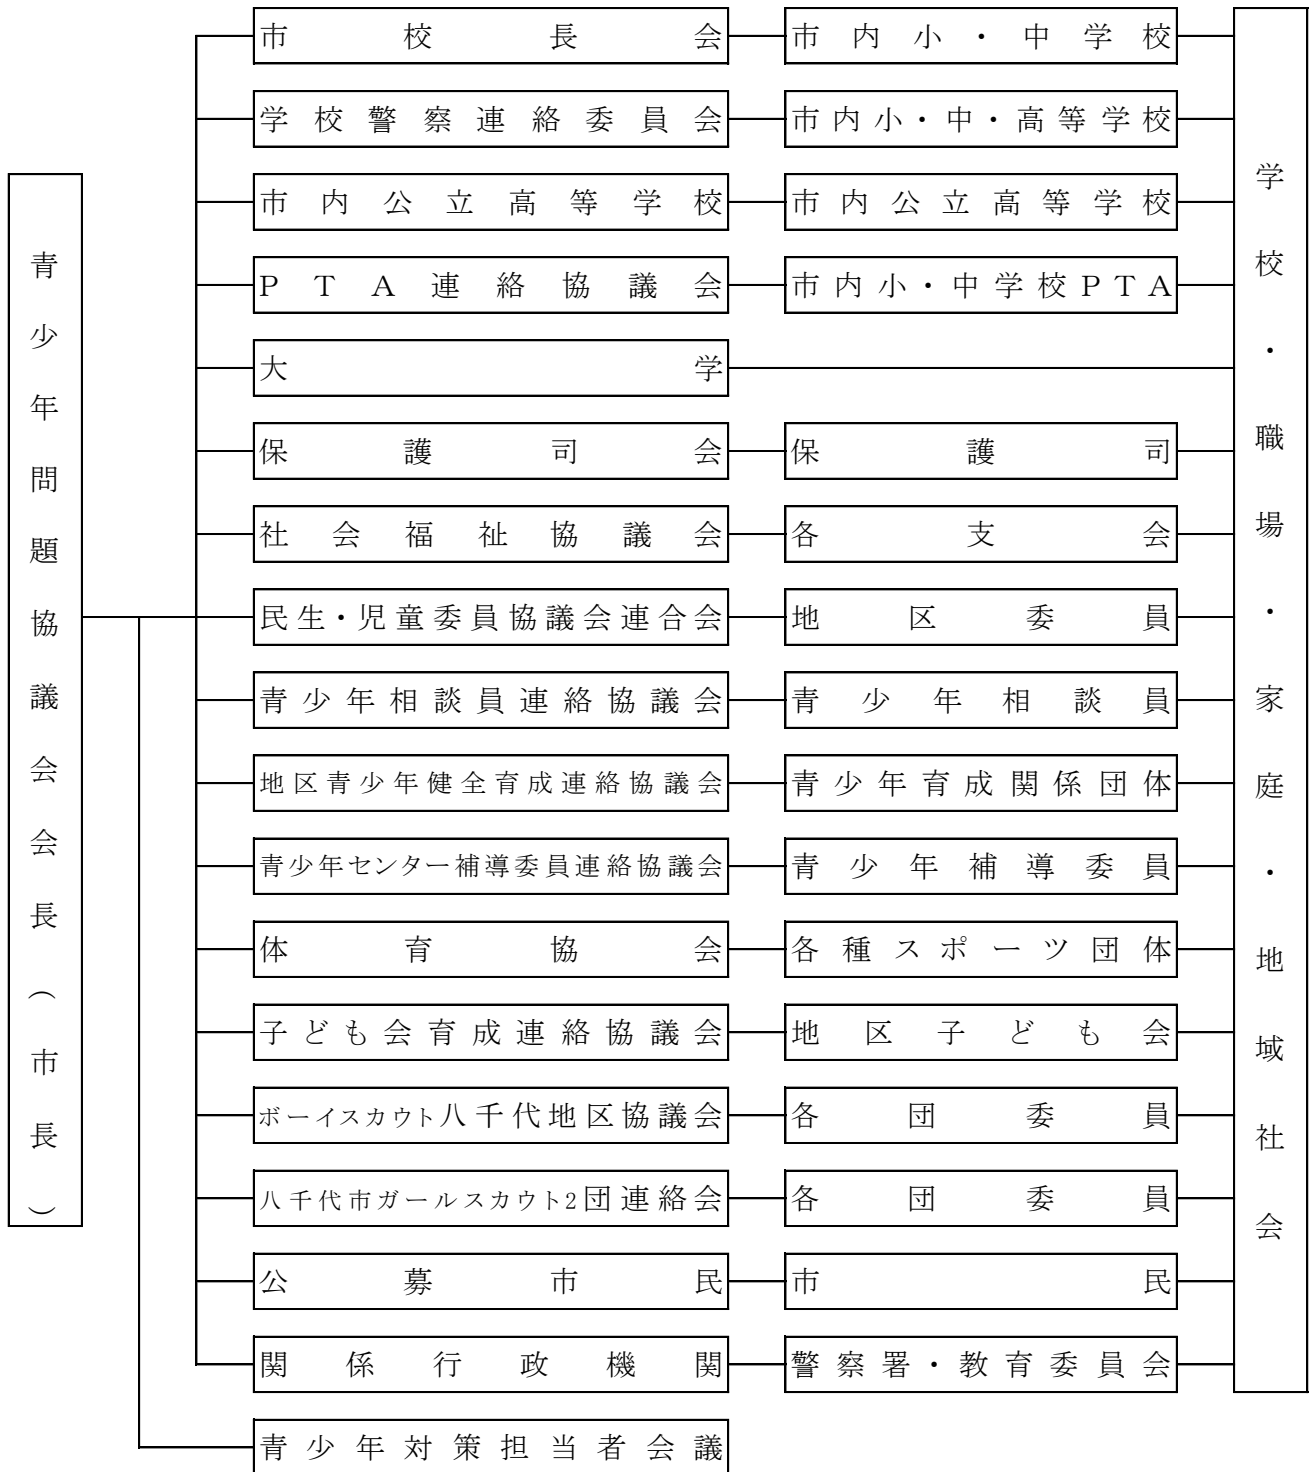 青少年問題協議会会長(市長)
市校長会
市内小・中学校
学校警察連絡委員会
市内小・中・高等学校
市内公立高等学校
市内公立高等学校
PTA連絡協議会
市内小・中学校PTA
大学
保護司会
保護司
社会福祉協議会
各支会
民生・児童委員協議会連合会
地区委員
青少年相談員連絡協議会
青少年相談員
地区青少年健全育成連絡協議会
青少年育成関係団体
青少年センター補導委員連絡協議会
青少年補導委員
体育協会
各種スポーツ団体
子ども会育成連絡協議会
地区子ども会
ボーイスカウト八千代地区協議会
各団委員
八千代市ガールスカウト2団連絡会
各団委員
公募市民
市民
関係行政機関
警察署・教育委員会
青少年対策担当者会議
学校・職場・家庭・地域社会